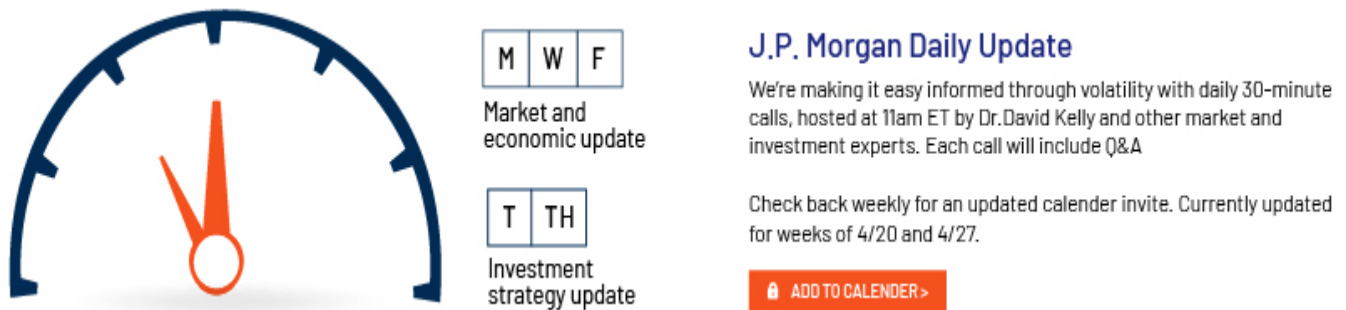 M W F
Market and
economic update
T TH
Investment
strategy update
J.P. Morgan Daily Update
We're making it easy informed through volatility with daily 30-minute
calls, hosted at 11am ET by Dr.David Kelly and other market and
investment experts. Each call will include Q&A
Check back weekly for an updated calender invite. Currently updated
for weeks of 4/20 and 4/27.
ADD TO CALENDER >